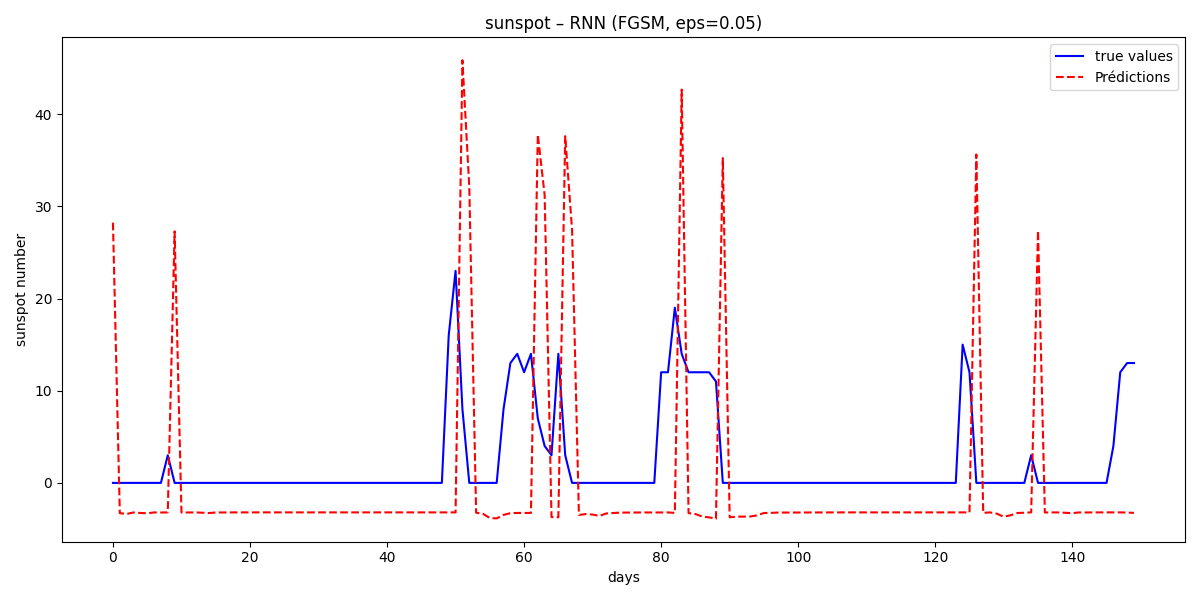 sunspot – RNN (FGSM, eps=0.05)
true values
Prédictions
sunspot number
40
30
20
10
0
0
20
40
60
80
100
120
140
days